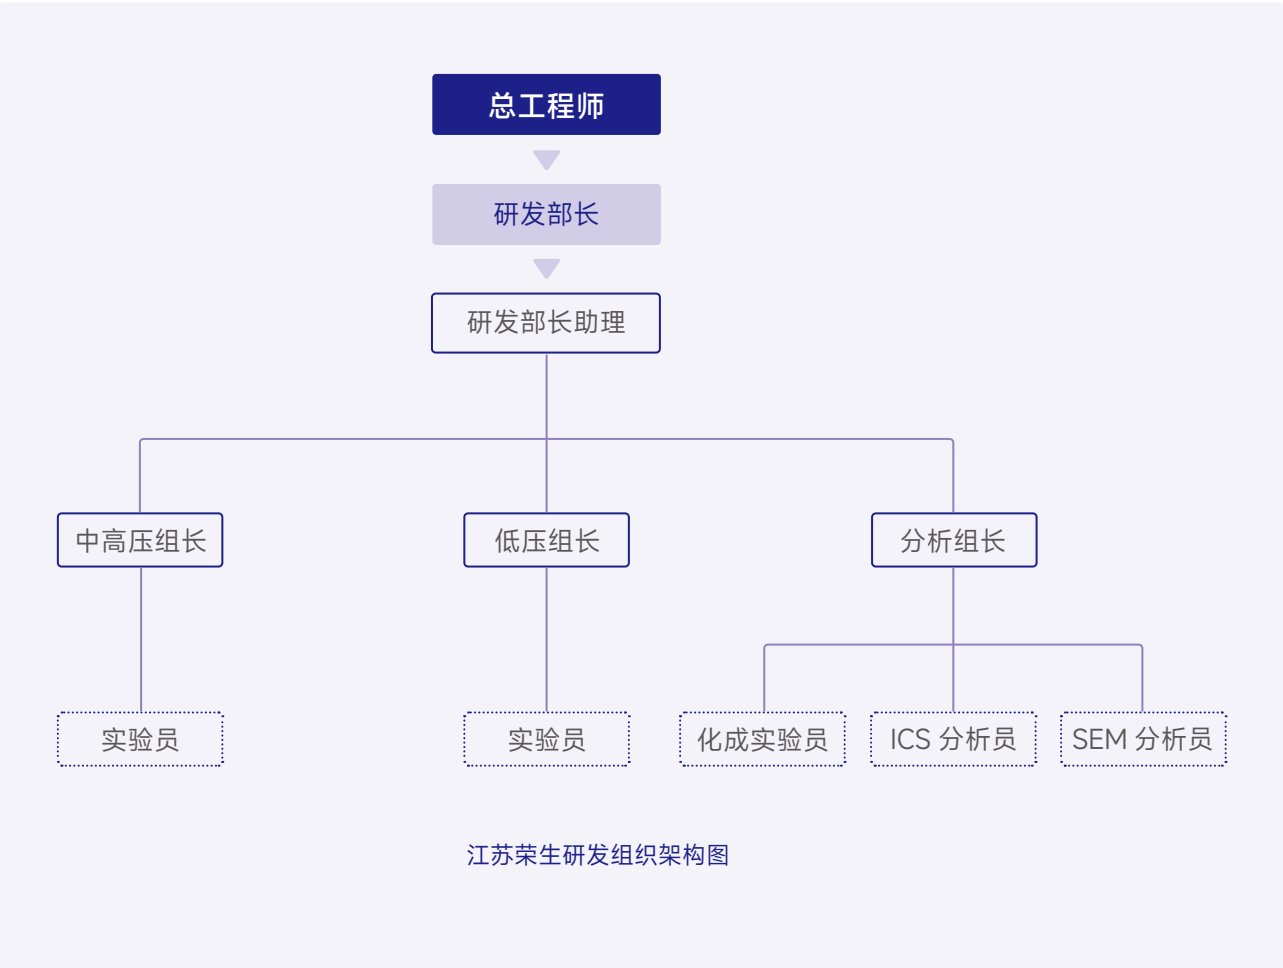 总工程师
研发部长
研发部长助理
中高压组长
低压组长
分析组长
实验员
实验员
化成实验员
ICS 分析员
SEM 分析员
江苏荣生研发组织架构图